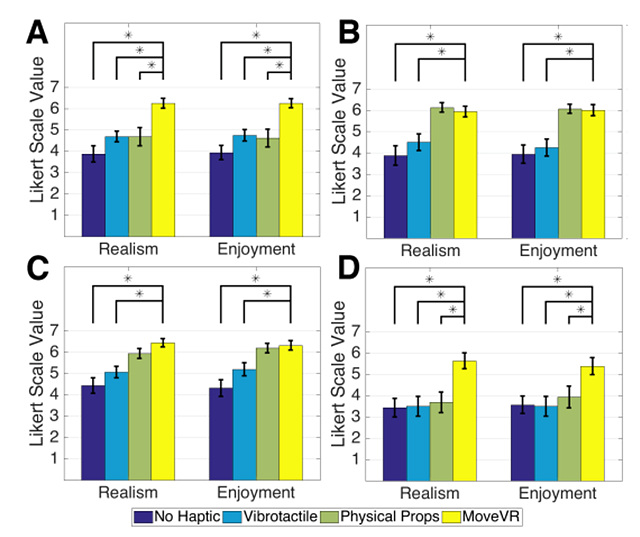 A
* *
* *
* *
Likert Scale Value
7
6
5
4
3
2
1
Realism Enjoyment
B
* *
* *
Likert Scale Value
7
6
5
4
3
2
1
Realism Enjoyment
C
* *
* *
Likert Scale Value
7
6
5
4
3
2
1
Realism Enjoyment
D
* *
* *
* *
Likert Scale Value
7
6
5
4
3
2
1
Realism Enjoyment
No Haptic Vibrotactile Physical Props MoveVR